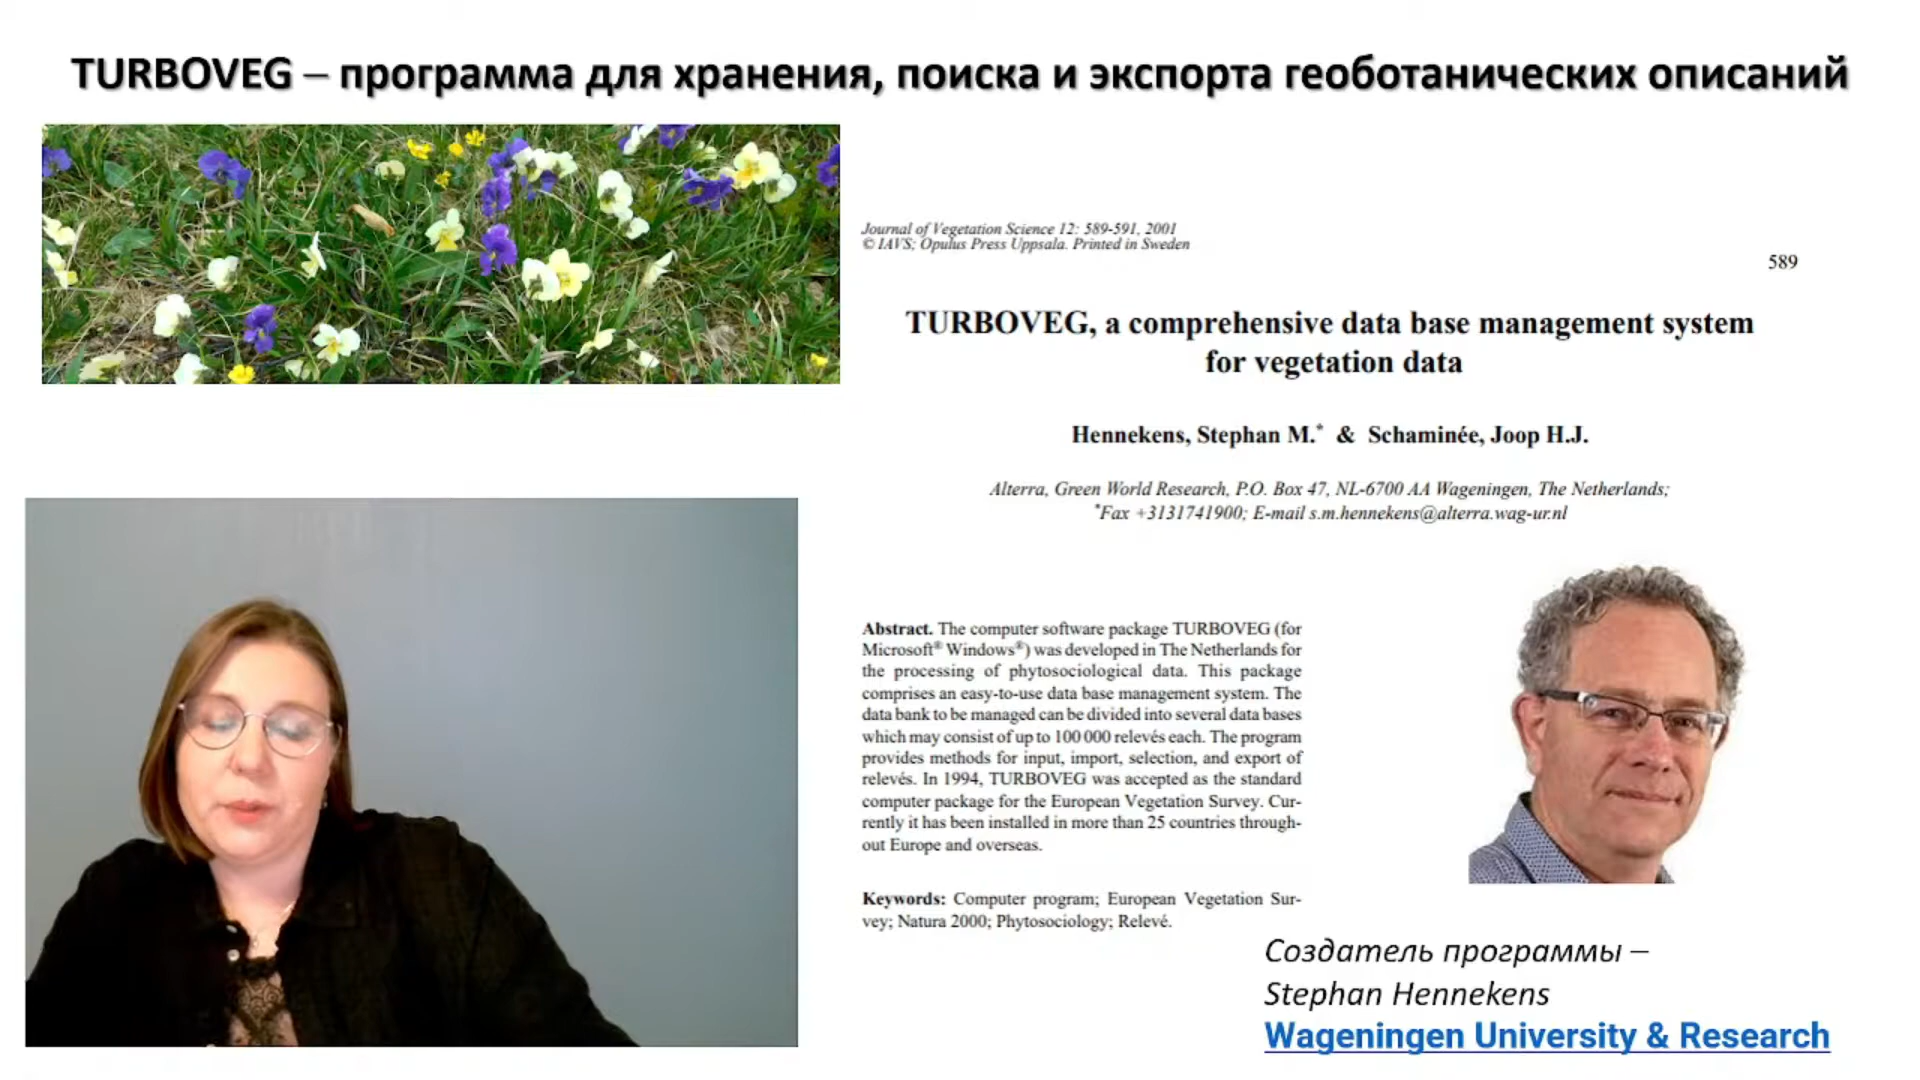 TURBOVEG – программа для хранения, поиска и экспорта геоботанических описаний
Journal of Vegetation Science 12: 589-591, 2001
© IAVS; Opulus Press Uppsala. Printed in Sweden
589
TURBOVEG, a comprehensive data base management system
for vegetation data
Hennekens, Stephan M.* & Schaminée, Joop H.J.
Alterra, Green World Research, P.O. Box 47, NL-6700 AA Wageningen, The Netherlands;
*Fax +3131741900; E-mail s.m.hennekens@alterra.wag-ur.nl
Abstract. The computer software package TURBOVEG (for
Microsoft® Windows®) was developed in The Netherlands for
the processing of phytosociological data. This package
comprises an easy-to-use data base management system. The
data bank to be managed can be divided into several data bases
which may consist of up to 100 000 relevés each. The program
provides methods for input, import, selection, and export of
relevés. In 1994, TURBOVEG was accepted as the standard
computer package for the European Vegetation Survey. Cur-
rently it has been installed in more than 25 countries through-
out Europe and overseas.
Keywords: Computer program; European Vegetation Sur-
vey; Natura 2000; Phytosociology; Relevé.
Создатель программы –
Stephan Hennekens
Wageningen University & Research